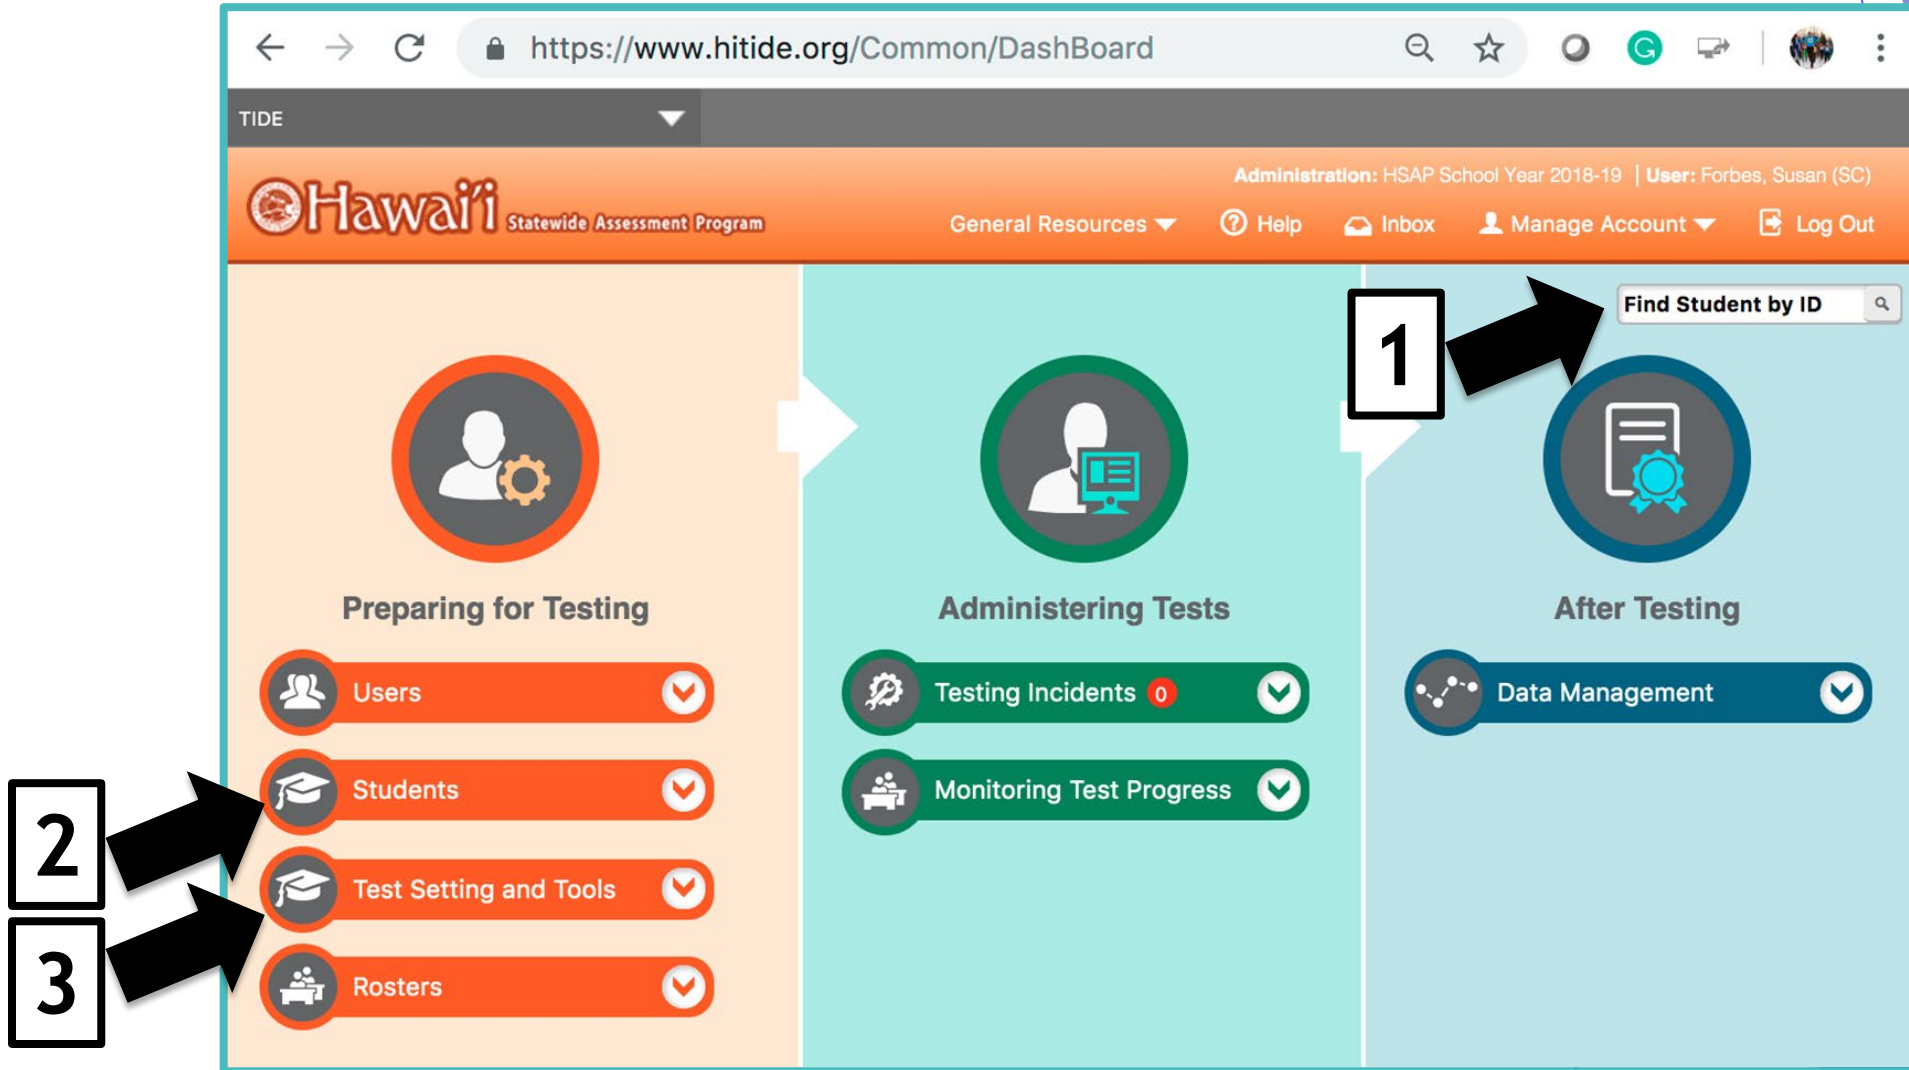 https://www.hitide.org/Common/DashBoard
TIDE
Hawai'i Statewide Assessment Program
Administration: HSAP School Year 2018-19 | User: Forbes, Susan (SC)
General Resources Help Inbox Manage Account Log Out
1
Find Student by ID
Preparing for Testing
Users
Students
Test Setting and Tools
Rosters
2
3
Administering Tests
Testing Incidents 0
Monitoring Test Progress
After Testing
Data Management